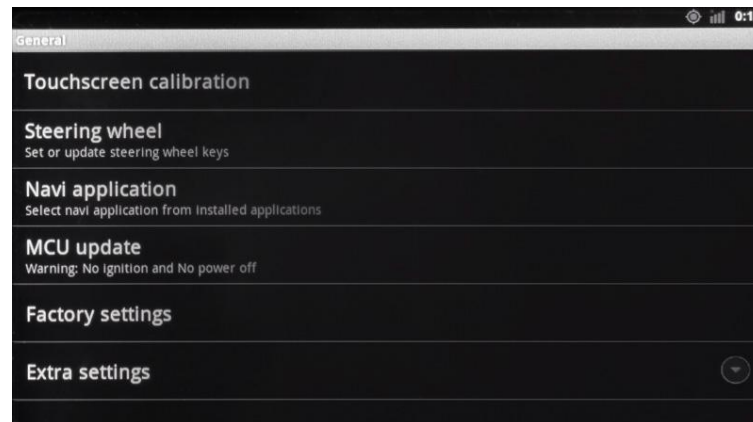 General
Touchscreen calibration
Steering wheel
Set or update steering wheel keys
Navi application
Select navi application from installed applications
MCU update
Warning: No ignition and No power off
Factory settings
Extra settings